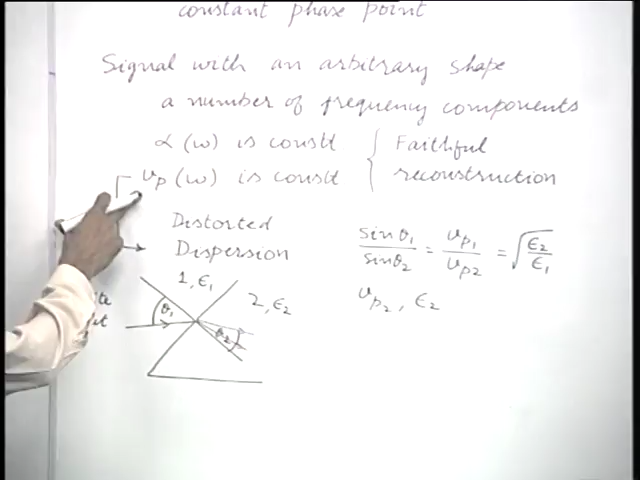 constant phase point
Signal with an arbitrary shape
a number of frequency components
α(ω) is const
υp(ω) is const
Faithful
reconstruction
Distorted
Dispersion
sinθ1/sinθ2 = υp1/υp2 = √(ϵ2/ϵ1)
υp2, ϵ2
1, ϵ1
2, ϵ2
θ1
θ2